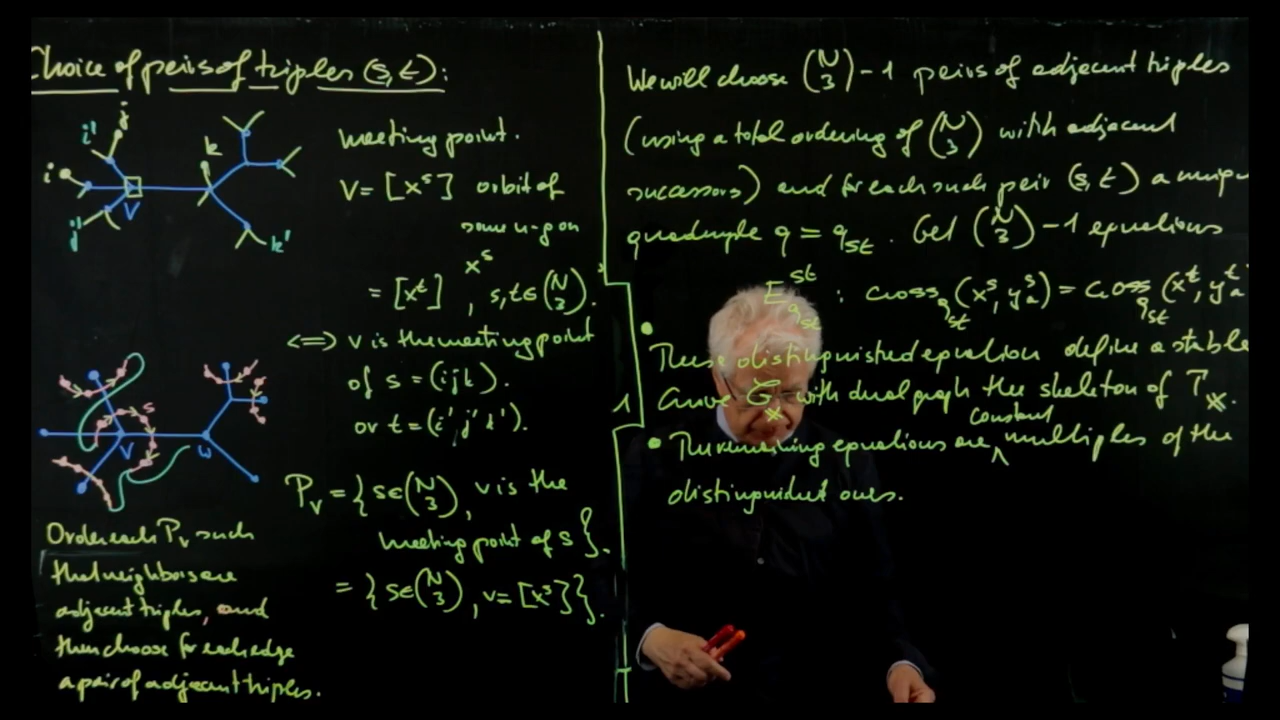 Choice of pairs of triples (s,t):
i' j
i
k
j' V
k'
meeting point.
V = [x^s] orbit of
some n-gon
x^s
= [x^t] , s,t ∈ (N 3).
<=> v is the meeting point
of s = (ijk).
or t = (i',j',k').
s
V w
P_v = { s ∈ (N 3), v is the
meeting point of s }.
= { s ∈ (N 3), v = [x^s] }.
Order each P_v such
that neighbors are
adjacent triples, and
then choose for each edge
a pair of adjacent triples.
We will choose (N 3) - 1 pairs of adjacent triples
(using a total ordering of (N 3) with adjacent
successors) and for each such pair (s,t) a uniqu
quadruple q = q_st . Get (N 3) - 1 equations
E^st_q_st : cross_q_st (x^s, y^s_a) = cross_q_st (x^t, y^t_a
• These distinguished equation define a stable
1 curve with dual graph the skeleton of T_x.
constant
• The remaining equations are ^ multiples of the
distinguished ones.